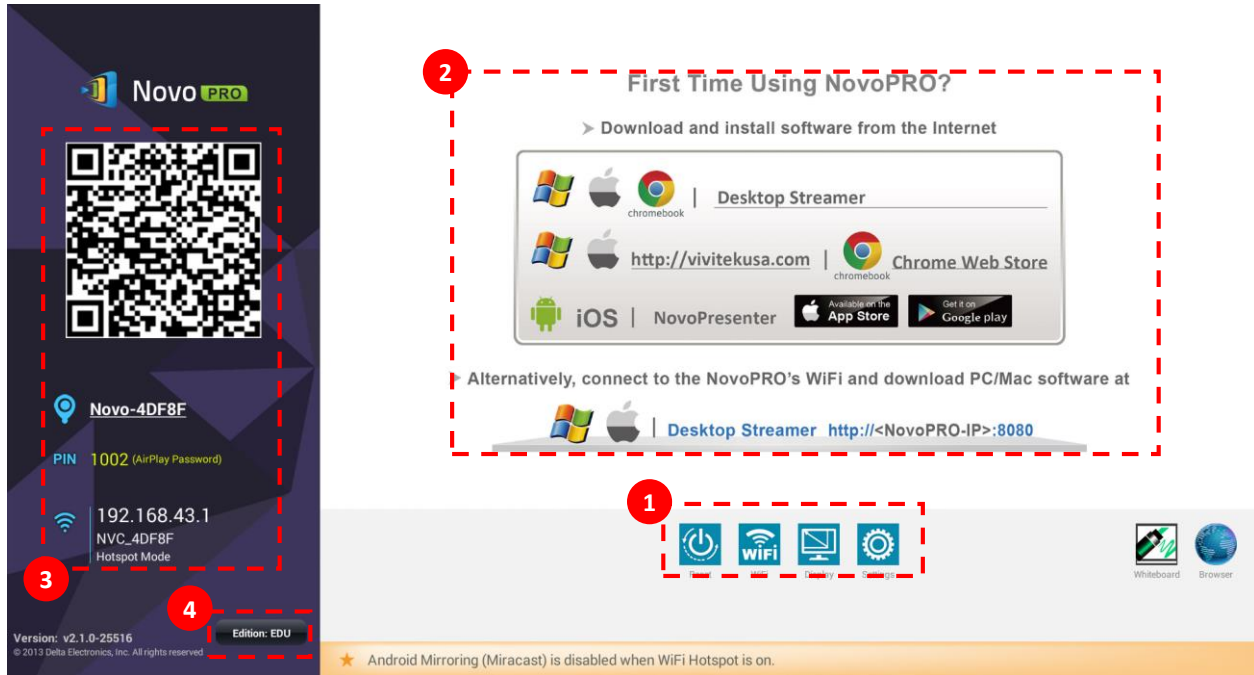 Novo PRO
3
Novo-4DF8F
PIN 1002 (AirPlay Password)
192.168.43.1
NVC_4DF8F
Hotspot Mode
4
Edition: EDU
Version: v2.1.0-25516
© 2013 Delta Electronics, Inc. All rights reserved
2
First Time Using NovoPRO?
➢ Download and install software from the Internet
chromebook | Desktop Streamer
http://vivitekusa.com | chromebook Chrome Web Store
iOS | NovoPresenter Available on the App Store Get it on Google play
➢ Alternatively, connect to the NovoPRO's WiFi and download PC/Mac software at
| Desktop Streamer http://<NovoPRO-IP>:8080
1
WiFi
Reset WiFi Display Settings
Whiteboard Browser
★ Android Mirroring (Miracast) is disabled when WiFi Hotspot is on.